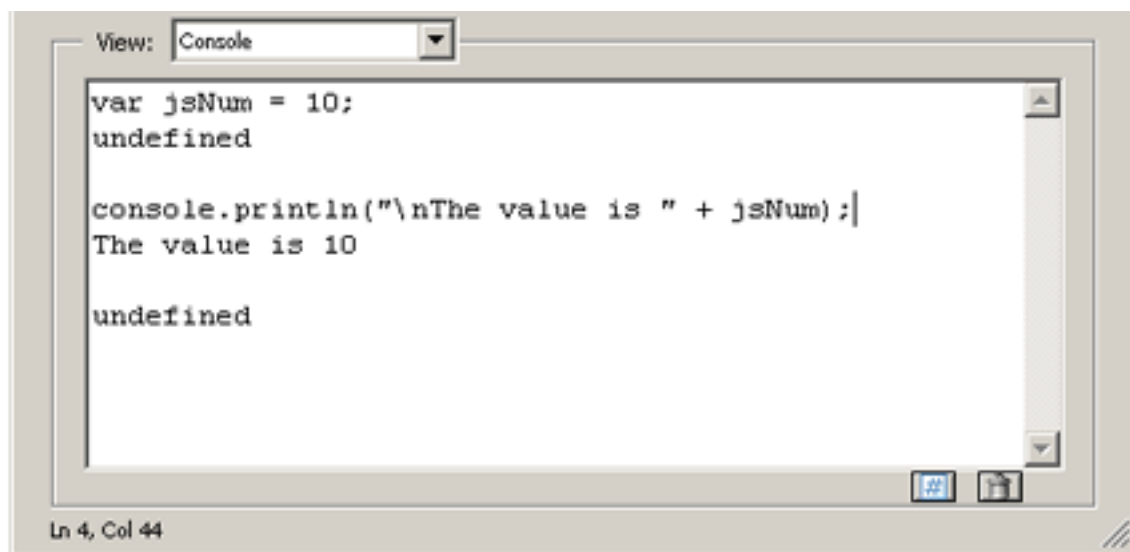 View: Console
var jsNum = 10;
undefined
console.println("\nThe value is " + jsNum);
The value is 10
undefined
#
Ln 4, Col 44